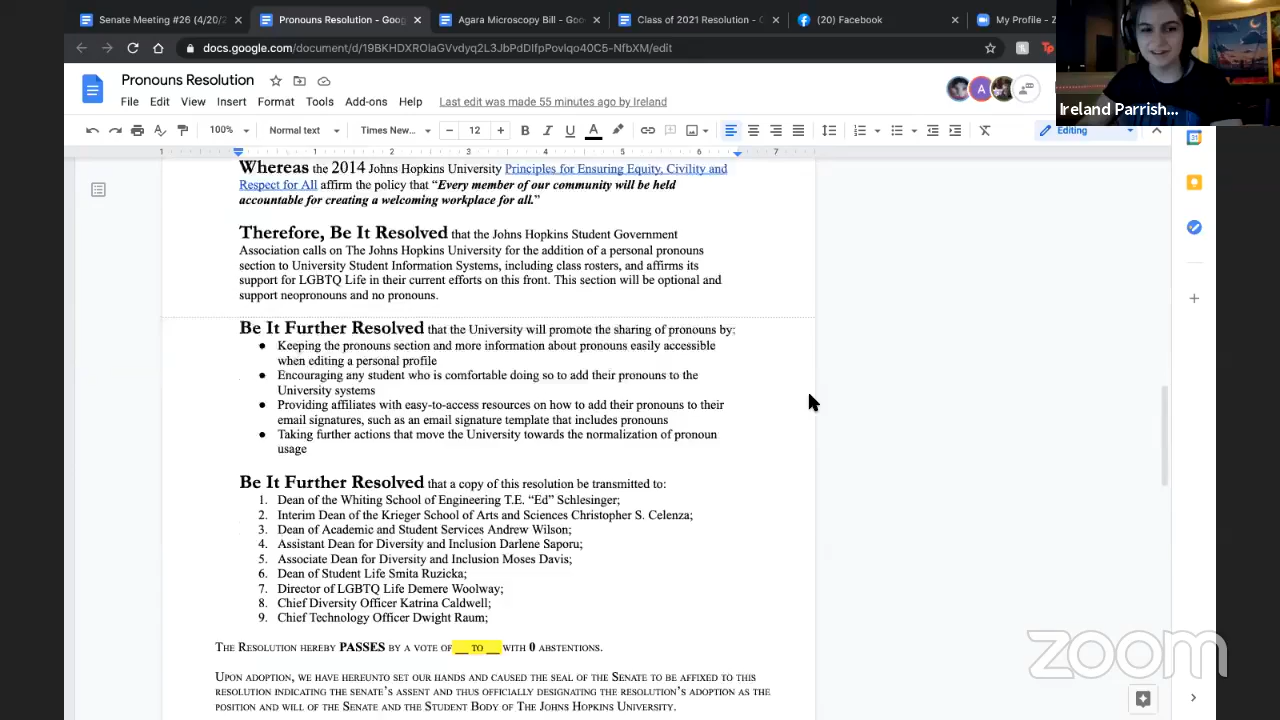 Senate Meeting #26 (4/20/2
Pronouns Resolution - Goog
Agara Microscopy Bill - Goo
Class of 2021 Resolution - G
(20) Facebook
My Profile - Z
docs.google.com/document/d/19BKHDXROlaGVvdyq2L3JbPdDIfpPovlqo40C5-NfbXM/edit
Ireland Parrish...
Pronouns Resolution
File Edit View Insert Format Tools Add-ons Help Last edit was made 55 minutes ago by Ireland
A
100% Normal text Times New... 12 Editing
1 1 2 3 4 5 6 7
Whereas the 2014 Johns Hopkins University Principles for Ensuring Equity, Civility and
Respect for All affirm the policy that “Every member of our community will be held
accountable for creating a welcoming workplace for all.”
Therefore, Be It Resolved that the Johns Hopkins Student Government
Association calls on The Johns Hopkins University for the addition of a personal pronouns
section to University Student Information Systems, including class rosters, and affirms its
support for LGBTQ Life in their current efforts on this front. This section will be optional and
support neopronouns and no pronouns.
Be It Further Resolved that the University will promote the sharing of pronouns by:
● Keeping the pronouns section and more information about pronouns easily accessible
when editing a personal profile
● Encouraging any student who is comfortable doing so to add their pronouns to the
University systems
● Providing affiliates with easy-to-access resources on how to add their pronouns to their
email signatures, such as an email signature template that includes pronouns
● Taking further actions that move the University towards the normalization of pronoun
usage
Be It Further Resolved that a copy of this resolution be transmitted to:
1. Dean of the Whiting School of Engineering T.E. “Ed” Schlesinger;
2. Interim Dean of the Krieger School of Arts and Sciences Christopher S. Celenza;
3. Dean of Academic and Student Services Andrew Wilson;
4. Assistant Dean for Diversity and Inclusion Darlene Saporu;
5. Associate Dean for Diversity and Inclusion Moses Davis;
6. Dean of Student Life Smita Ruzicka;
7. Director of LGBTQ Life Demere Woolway;
8. Chief Diversity Officer Katrina Caldwell;
9. Chief Technology Officer Dwight Raum;
The Resolution hereby PASSES by a vote of __ to __ with 0 abstentions.
Upon adoption, we have hereunto set our hands and caused the seal of the Senate to be affixed to this
resolution indicating the senate’s assent and thus officially designating the resolution’s adoption as the
position and will of the Senate and the Student Body of The Johns Hopkins University.
zoom